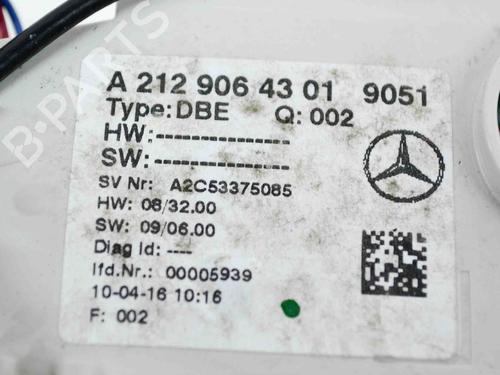 B-PARTS
A 212 906 43 01 9051
Type: DBE Q: 002
HW:---------------
SW:---------------
SV Nr: A2C53375085
HW: 08/32.00
SW: 09/06.00
Diag Id: ----
lfd.Nr.: 00005939
10-04-16 10:16
F: 002